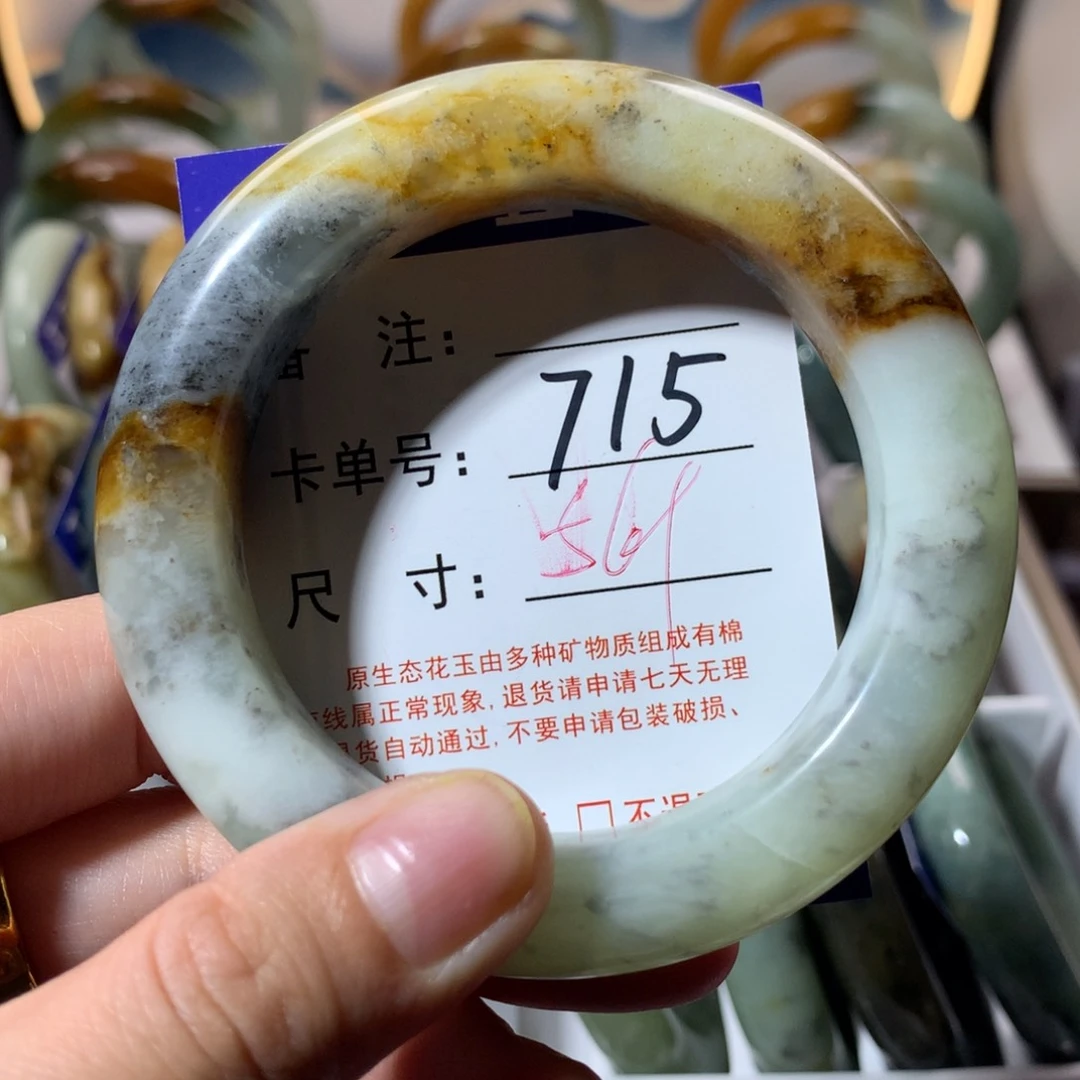 注：
卡单号：715
尺 寸：569
原生态花玉由多种矿物质组成有棉
线属正常现象,退货请申请七天无理
货自动通过,不要申请包装破损、
□不退